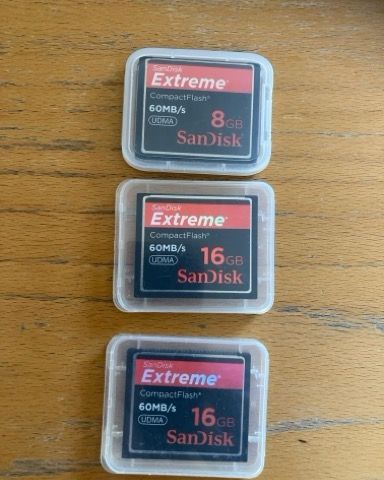 SanDisk
Extreme®
CompactFlash®
60MB/s
UDMA
8GB
SanDisk
SanDisk
Extreme®
CompactFlash®
60MB/s
UDMA
16GB
SanDisk
SanDisk
Extreme®
CompactFlash®
60MB/s
UDMA
16GB
SanDisk